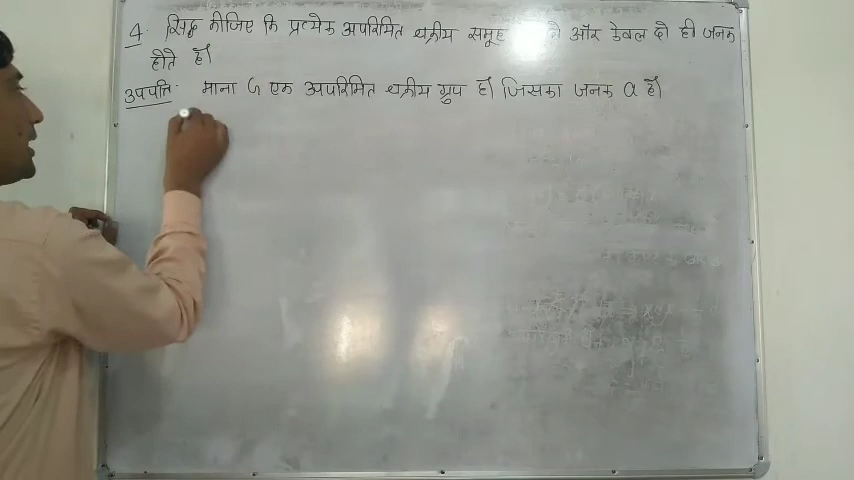 4. सिद्ध कीजिए कि प्रत्येक अपरिमित चक्रीय समूह के दो और केवल दो ही जनक
होते हैं।
उपपत्ति- माना G एक अपरिमित चक्रीय ग्रुप है। जिसका जनक a है।